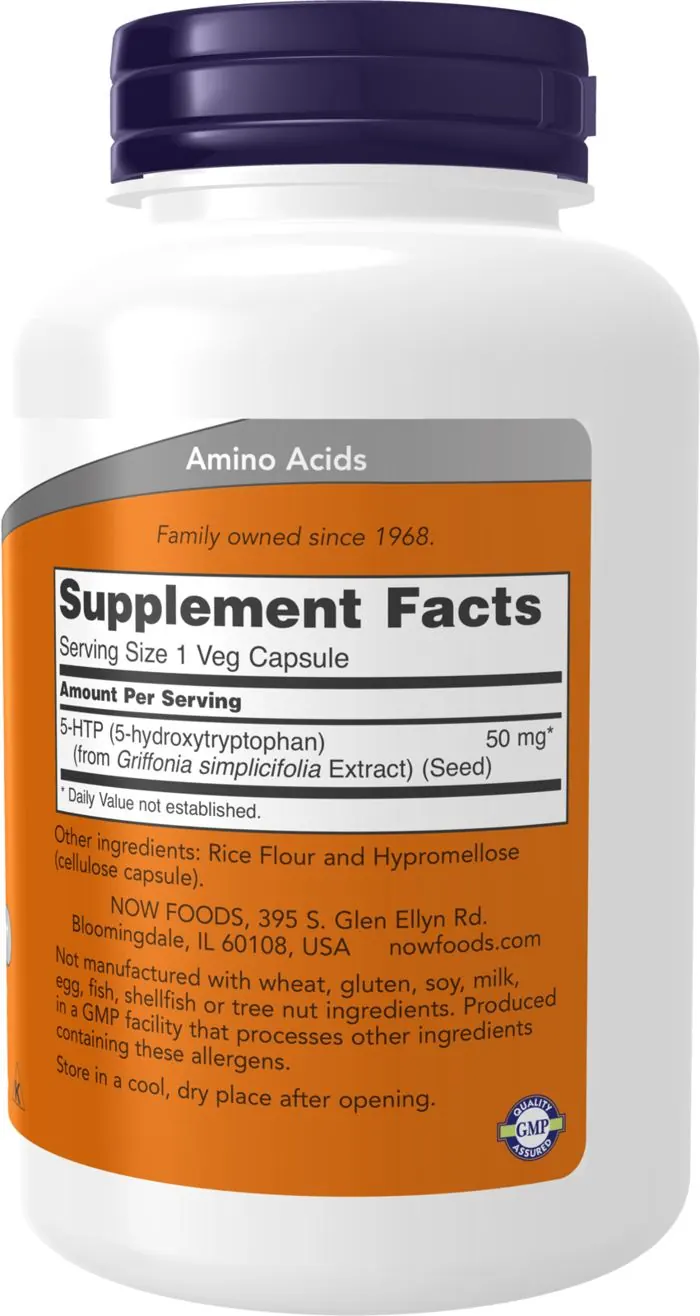 Amino Acids
Family owned since 1968.
Supplement Facts
Serving Size 1 Veg Capsule
Amount Per Serving
5-HTP (5-hydroxytryptophan) 50 mg*
(from Griffonia simplicifolia Extract) (Seed)
* Daily Value not established.
Other ingredients: Rice Flour and Hypromellose
(cellulose capsule).
NOW FOODS, 395 S. Glen Ellyn Rd.
Bloomingdale, IL 60108, USA nowfoods.com
Not manufactured with wheat, gluten, soy, milk,
egg, fish, shellfish or tree nut ingredients. Produced
in a GMP facility that processes other ingredients
containing these allergens.
Store in a cool, dry place after opening.
K
QUALITY
GMP
ASSURED